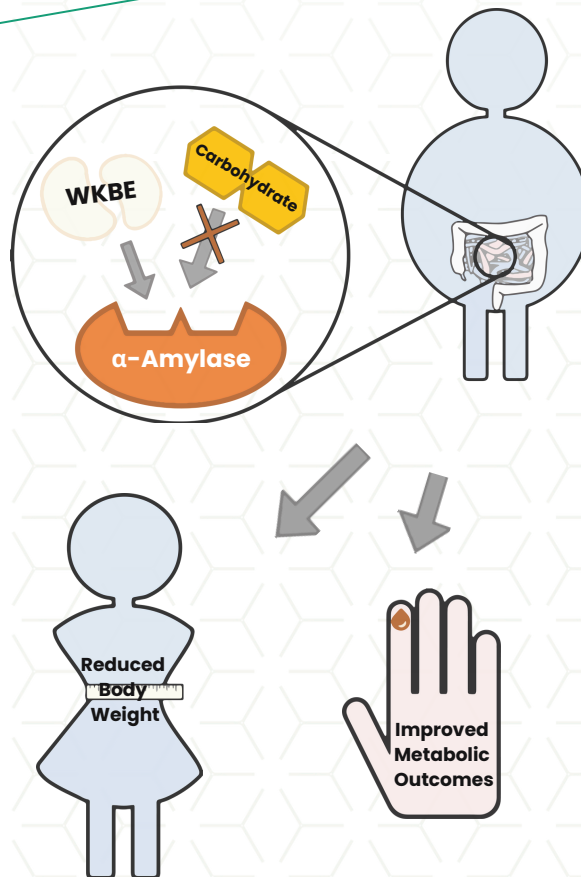 Carbohydrate
WKBE
α-Amylase
Reduced
Body
Weight
Improved
Metabolic
Outcomes